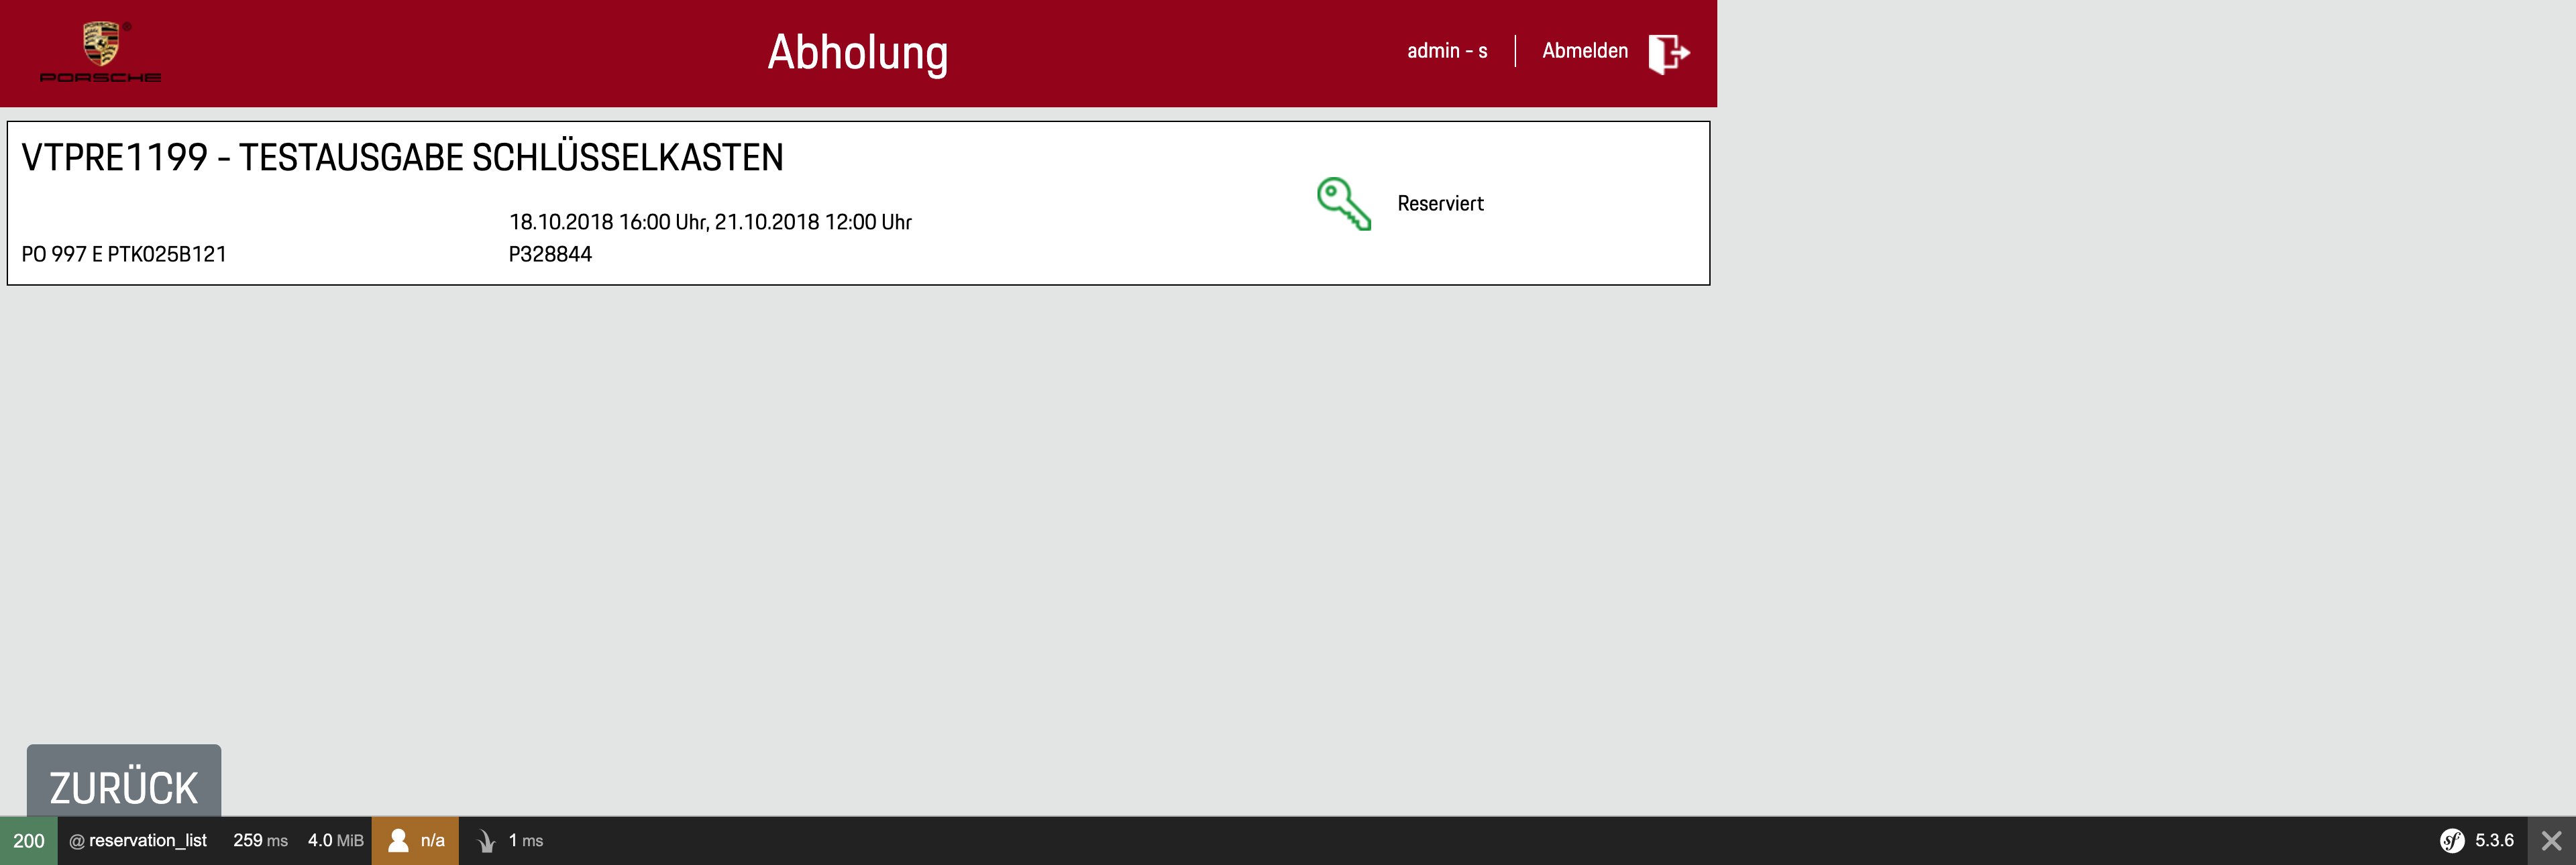 PORSCHE
®
Abholung
admin - s
Abmelden
VTPRE1199 - TESTAUSGABE SCHLÜSSELKASTEN
18.10.2018 16:00 Uhr, 21.10.2018 12:00 Uhr
Reserviert
PO 997 E PTK025B121
P328844
ZURÜCK
200 @ reservation_list 259 ms 4.0 MiB n/a 1 ms sf 5.3.6